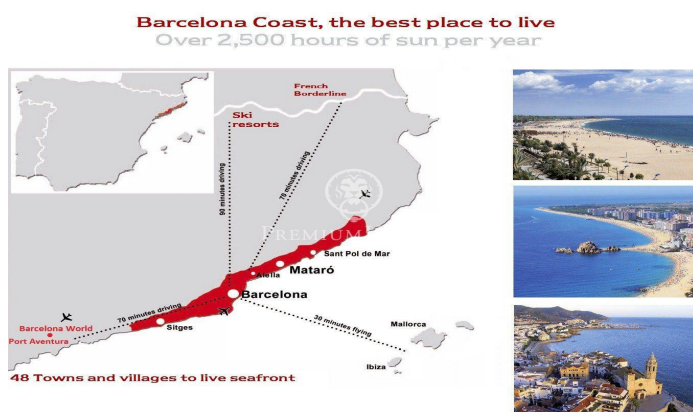 Barcelona Coast, the best place to live
Over 2,500 hours of sun per year
French
Borderline
Ski
resorts
90 minutes driving
70 minutes driving
PREMIUM
Sant Pol de Mar
Mataró
Alella
Barcelona
70 minutes driving
30 minutes flying
Barcelona World
Port Aventura
Sitges
Mallorca
Ibiza
48 Towns and villages to live seafront